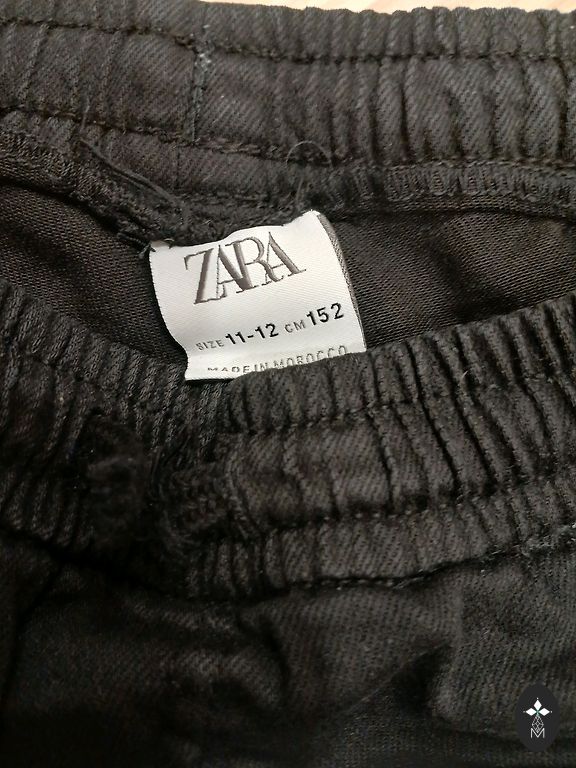 ZARA
SIZE 11-12 CM 152
MADE IN MOROCCO
M